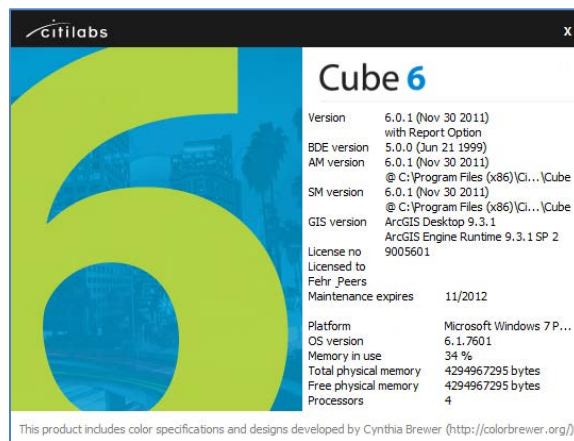 citilabs
X
Cube 6
Version 6.0.1 (Nov 30 2011)
with Report Option
BDE version 5.0.0 (Jun 21 1999)
AM version 6.0.1 (Nov 30 2011)
@ C:\Program Files (x86)\Ci...\Cube
SM version 6.0.1 (Nov 30 2011)
@ C:\Program Files (x86)\Ci...\Cube
GIS version ArcGIS Desktop 9.3.1
ArcGIS Engine Runtime 9.3.1 SP 2
License no 9005601
Licensed to
Fehr_Peers
Maintenance expires 11/2012
Platform Microsoft Windows 7 P...
OS version 6.1.7601
Memory in use 34 %
Total physical memory 4294967295 bytes
Free physical memory 4294967295 bytes
Processors 4
This product includes color specifications and designs developed by Cynthia Brewer (http://colorbrewer.org/)